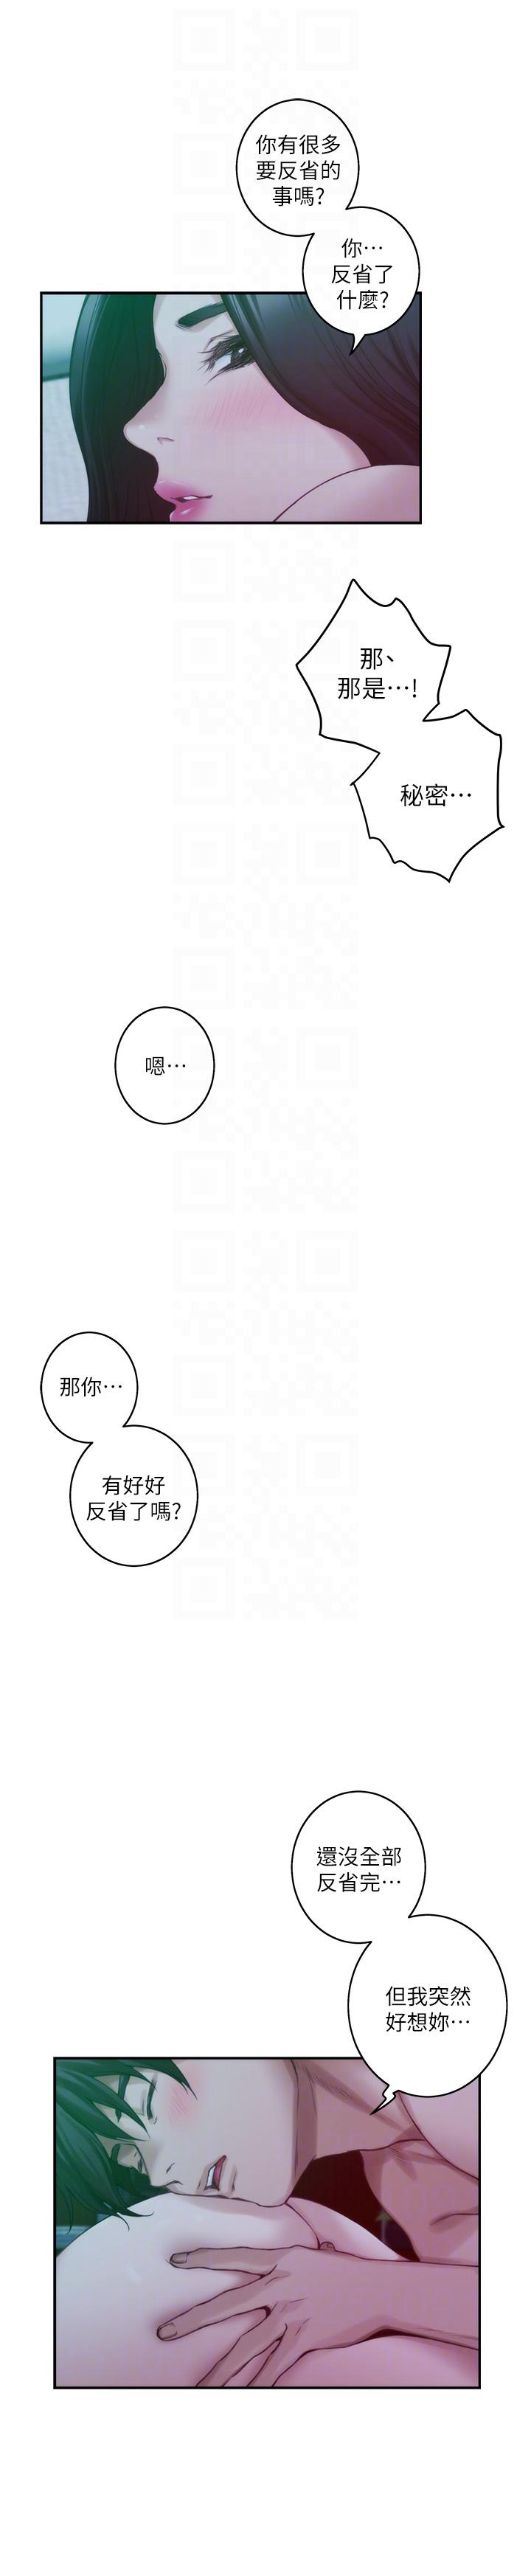 你有很多
要反省的
事嗎?
你⋯
反省了
什麼?
那、
那是⋯!
秘密⋯
嗯⋯
那你⋯
有好好
反省了嗎?
還沒全部
反省完⋯
但我突然
好想妳⋯